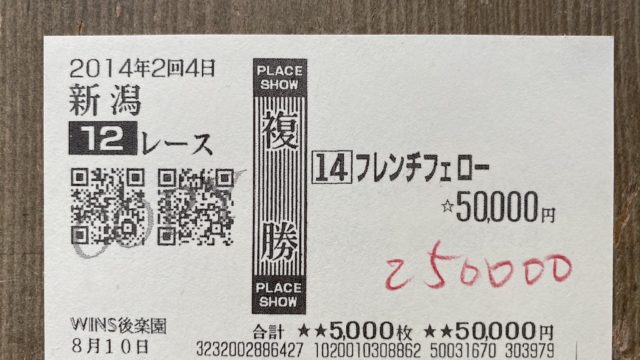 2014年2回4日
新潟
12レース
PLACE
SHOW
複勝
PLACE
SHOW
14 フレンチフェロー
☆50,000円
250000
WINS後楽園
8月10日
合計 ★★5,000枚 ★★50,000円
3232002886427 1020010308862 50031670 303979